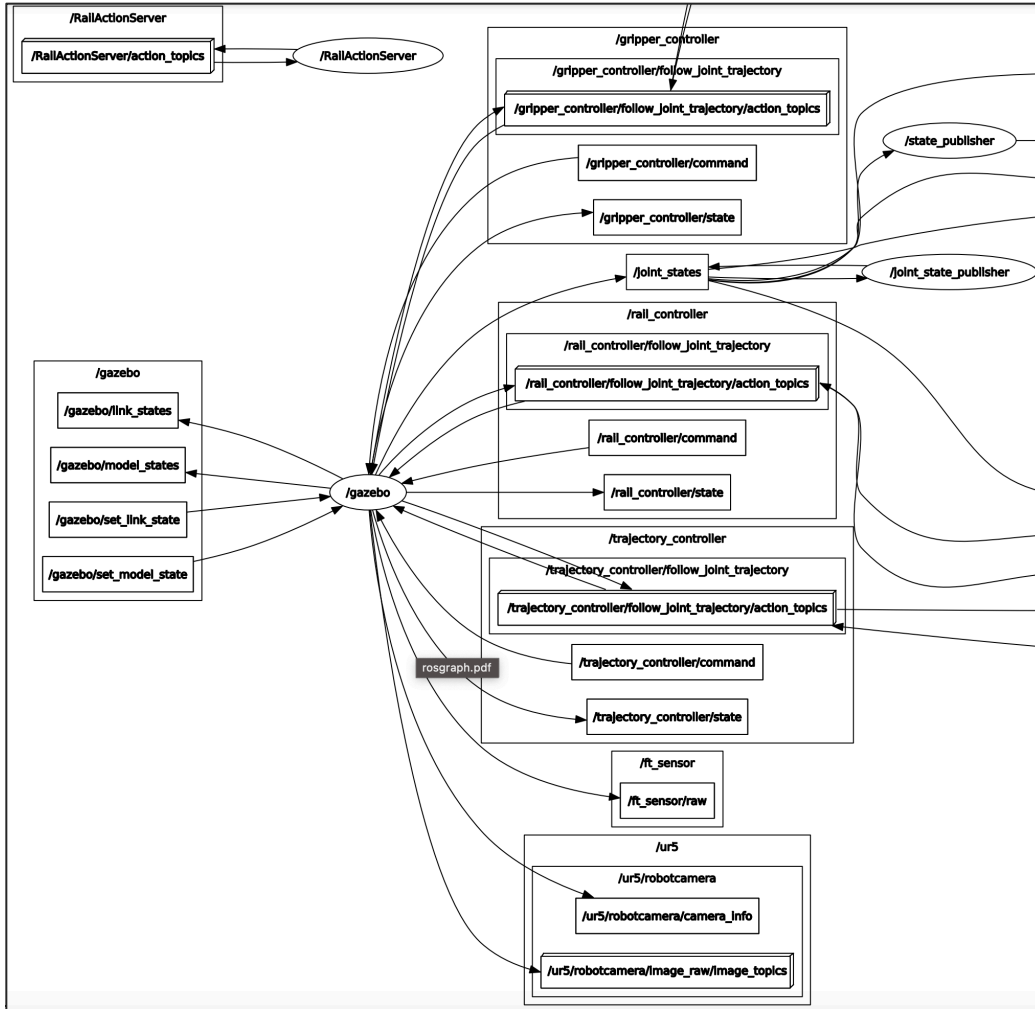 /RailActionServer
/RailActionServer/action_topics
/RailActionServer
/gripper_controller
/gripper_controller/follow_joint_trajectory
/gripper_controller/follow_joint_trajectory/action_topics
/gripper_controller/command
/gripper_controller/state
/state_publisher
/joint_states
/joint_state_publisher
/rail_controller
/rail_controller/follow_joint_trajectory
/rail_controller/follow_joint_trajectory/action_topics
/rail_controller/command
/rail_controller/state
/gazebo
/gazebo/link_states
/gazebo/model_states
/gazebo/set_link_state
/gazebo/set_model_state
/gazebo
/trajectory_controller
/trajectory_controller/follow_joint_trajectory
/trajectory_controller/follow_joint_trajectory/action_topics
/trajectory_controller/command
rosgraph.pdf
/trajectory_controller/state
/ft_sensor
/ft_sensor/raw
/ur5
/ur5/robotcamera
/ur5/robotcamera/camera_info
/ur5/robotcamera/image_raw/image_topics